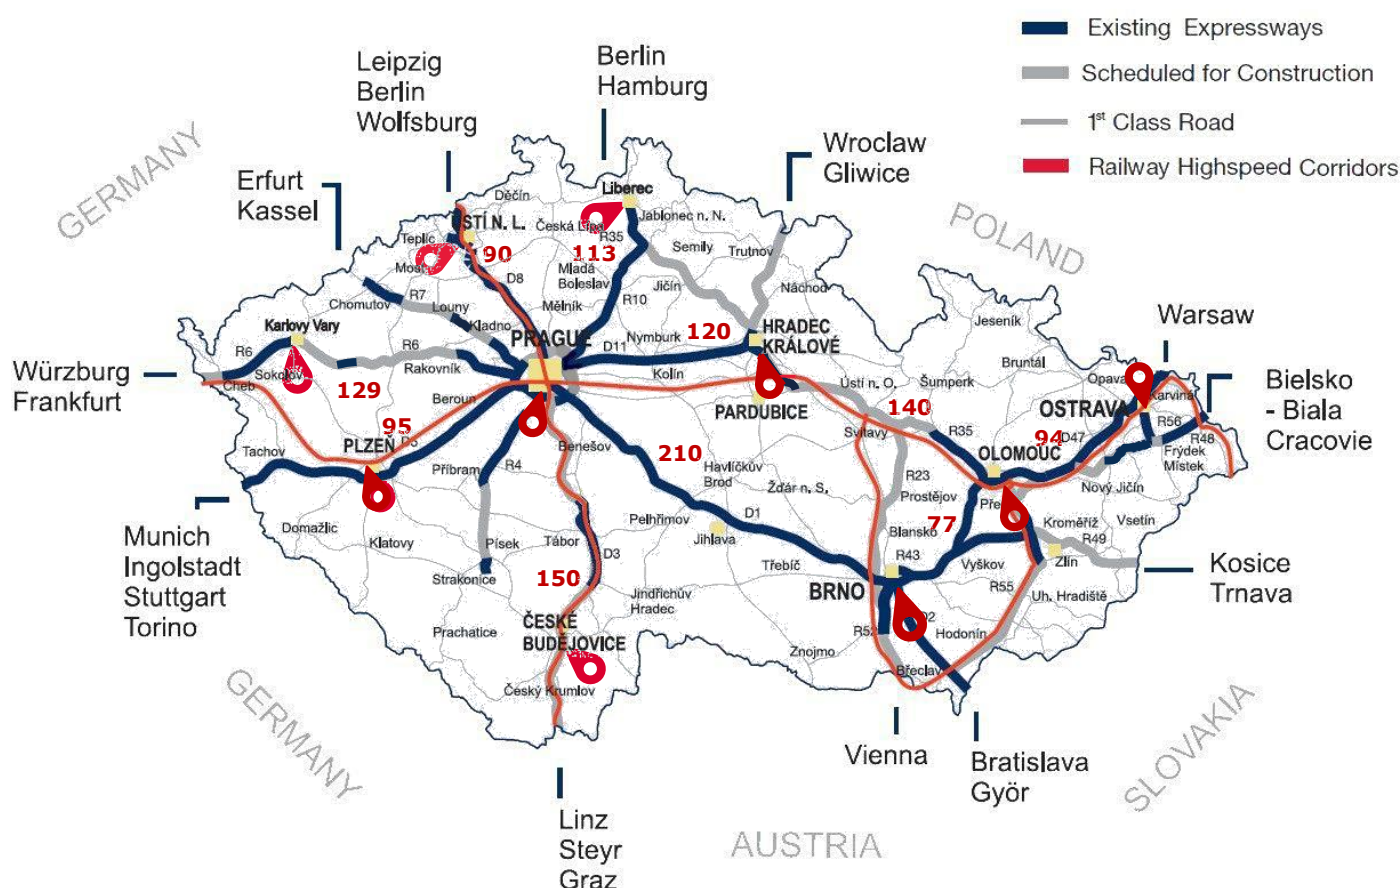 Existing Expressways
Scheduled for Construction
1st Class Road
Railway Highspeed Corridors
Leipzig
Berlin
Wolfsburg
Berlin
Hamburg
Wroclaw
Gliwice
Erfurt
Kassel
GERMANY
POLAND
Warsaw
Bielsko
- Biala
Cracovie
Würzburg
Frankfurt
Munich
Ingolstadt
Stuttgart
Torino
Kosice
Trnava
GERMANY
SLOVAKIA
Vienna
Bratislava
Györ
Linz
Steyr
Graz
AUSTRIA
Děčín
Liberec
ÚSTÍ N. L.
Česká Lípa
Jablonec n. N.
R35
Teplic
90
113
Semily
Trutnov
Most
D8
Mladá
Boleslav
Jičín
Náchod
Chomutov
R7
Louny
Mělník
R10
Karlovy Vary
Kladno
PRAGUE
D11
Nymburk
120
HRADEC
KRÁLOVÉ
Jeseník
R6
R6
Rakovník
Kolín
Bruntál
Sokolov
Cheb
129
Beroun
PARDUBICE
Ústí n. O.
Šumperk
Opava
Karviná
140
OSTRAVA
95
PLZEŇ
D5
Benešov
Svitavy
R35
94
D47
R56
R48
Tachov
Příbram
R4
210
Havlíčkův
Brod
OLOMOUC
Frýdek
Místek
R23
Žďár n. S.
Prostějov
Pře
Nový Jičín
Domažlic
Klatovy
Pelhřimov
D1
77
Kroměříž
Vsetín
Písek
Tábor
Jihlava
Blansko
R49
D3
R43
Vyškov
Zlín
Strakonice
150
Třebíč
BRNO
R55
Uh. Hradiště
Jindřichův
Hradec
Prachatice
ČESKÉ
BUDĚJOVICE
R52
D2
Hodonín
Znojmo
Břeclav
Český Krumlov